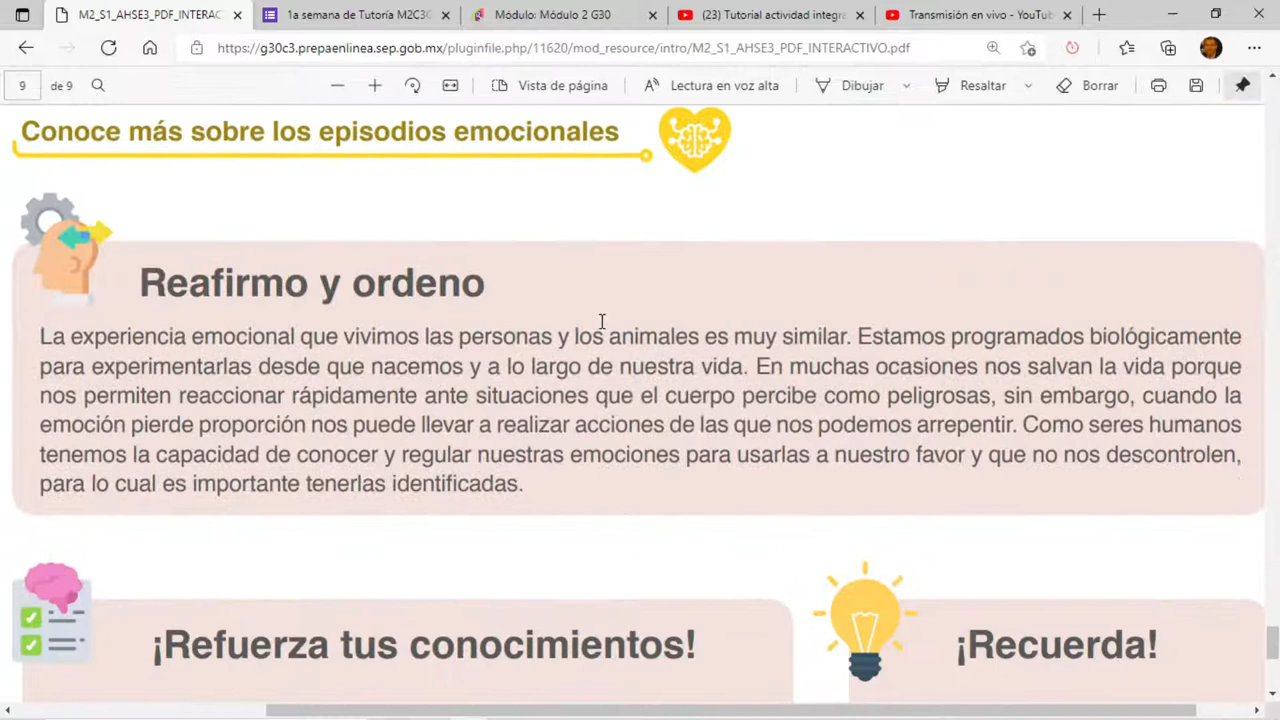 M2_S1_AHSE3_PDF_INTERAC
1a semana de Tutoría M2C3G
Módulo: Módulo 2 G30
(23) Tutorial actividad integra
Transmisión en vivo - YouTub
https://g30c3.prepaenlinea.sep.gob.mx/pluginfile.php/11620/mod_resource/intro/M2_S1_AHSE3_PDF_INTERACTIVO.pdf
9 de 9 Vista de página Lectura en voz alta Dibujar Resaltar Borrar
Conoce más sobre los episodios emocionales
Reafirmo y ordeno
La experiencia emocional que vivimos las personas y los animales es muy similar. Estamos programados biológicamente
para experimentarlas desde que nacemos y a lo largo de nuestra vida. En muchas ocasiones nos salvan la vida porque
nos permiten reaccionar rápidamente ante situaciones que el cuerpo percibe como peligrosas, sin embargo, cuando la
emoción pierde proporción nos puede llevar a realizar acciones de las que nos podemos arrepentir. Como seres humanos
tenemos la capacidad de conocer y regular nuestras emociones para usarlas a nuestro favor y que no nos descontrolen,
para lo cual es importante tenerlas identificadas.
¡Refuerza tus conocimientos!
¡Recuerda!